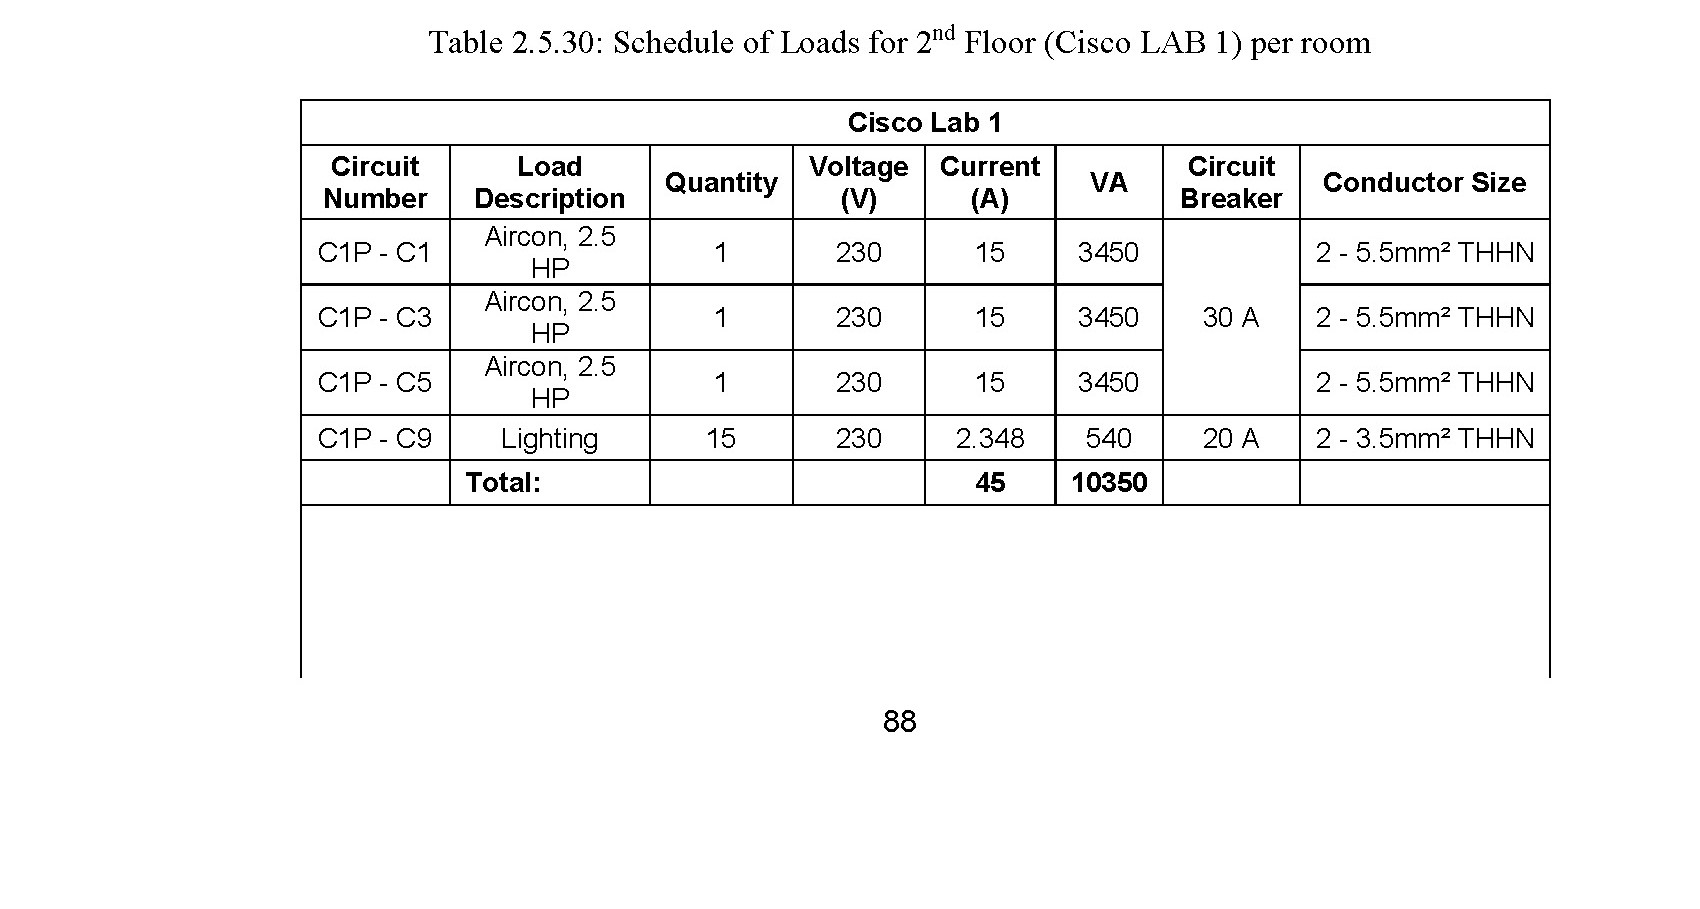 Table 2.5.30: Schedule of Loads for 2nd Floor (Cisco LAB 1) per room
Cisco Lab 1
Circuit Number Load Description Quantity Voltage (V) Current (A) VA Circuit Breaker Conductor Size
C1P - C1 Aircon, 2.5 HP 1 230 15 3450 30 A 2 - 5.5mm² THHN
C1P - C3 Aircon, 2.5 HP 1 230 15 3450 2 - 5.5mm² THHN
C1P - C5 Aircon, 2.5 HP 1 230 15 3450 2 - 5.5mm² THHN
C1P - C9 Lighting 15 230 2.348 540 20 A 2 - 3.5mm² THHN
Total: 45 10350
88